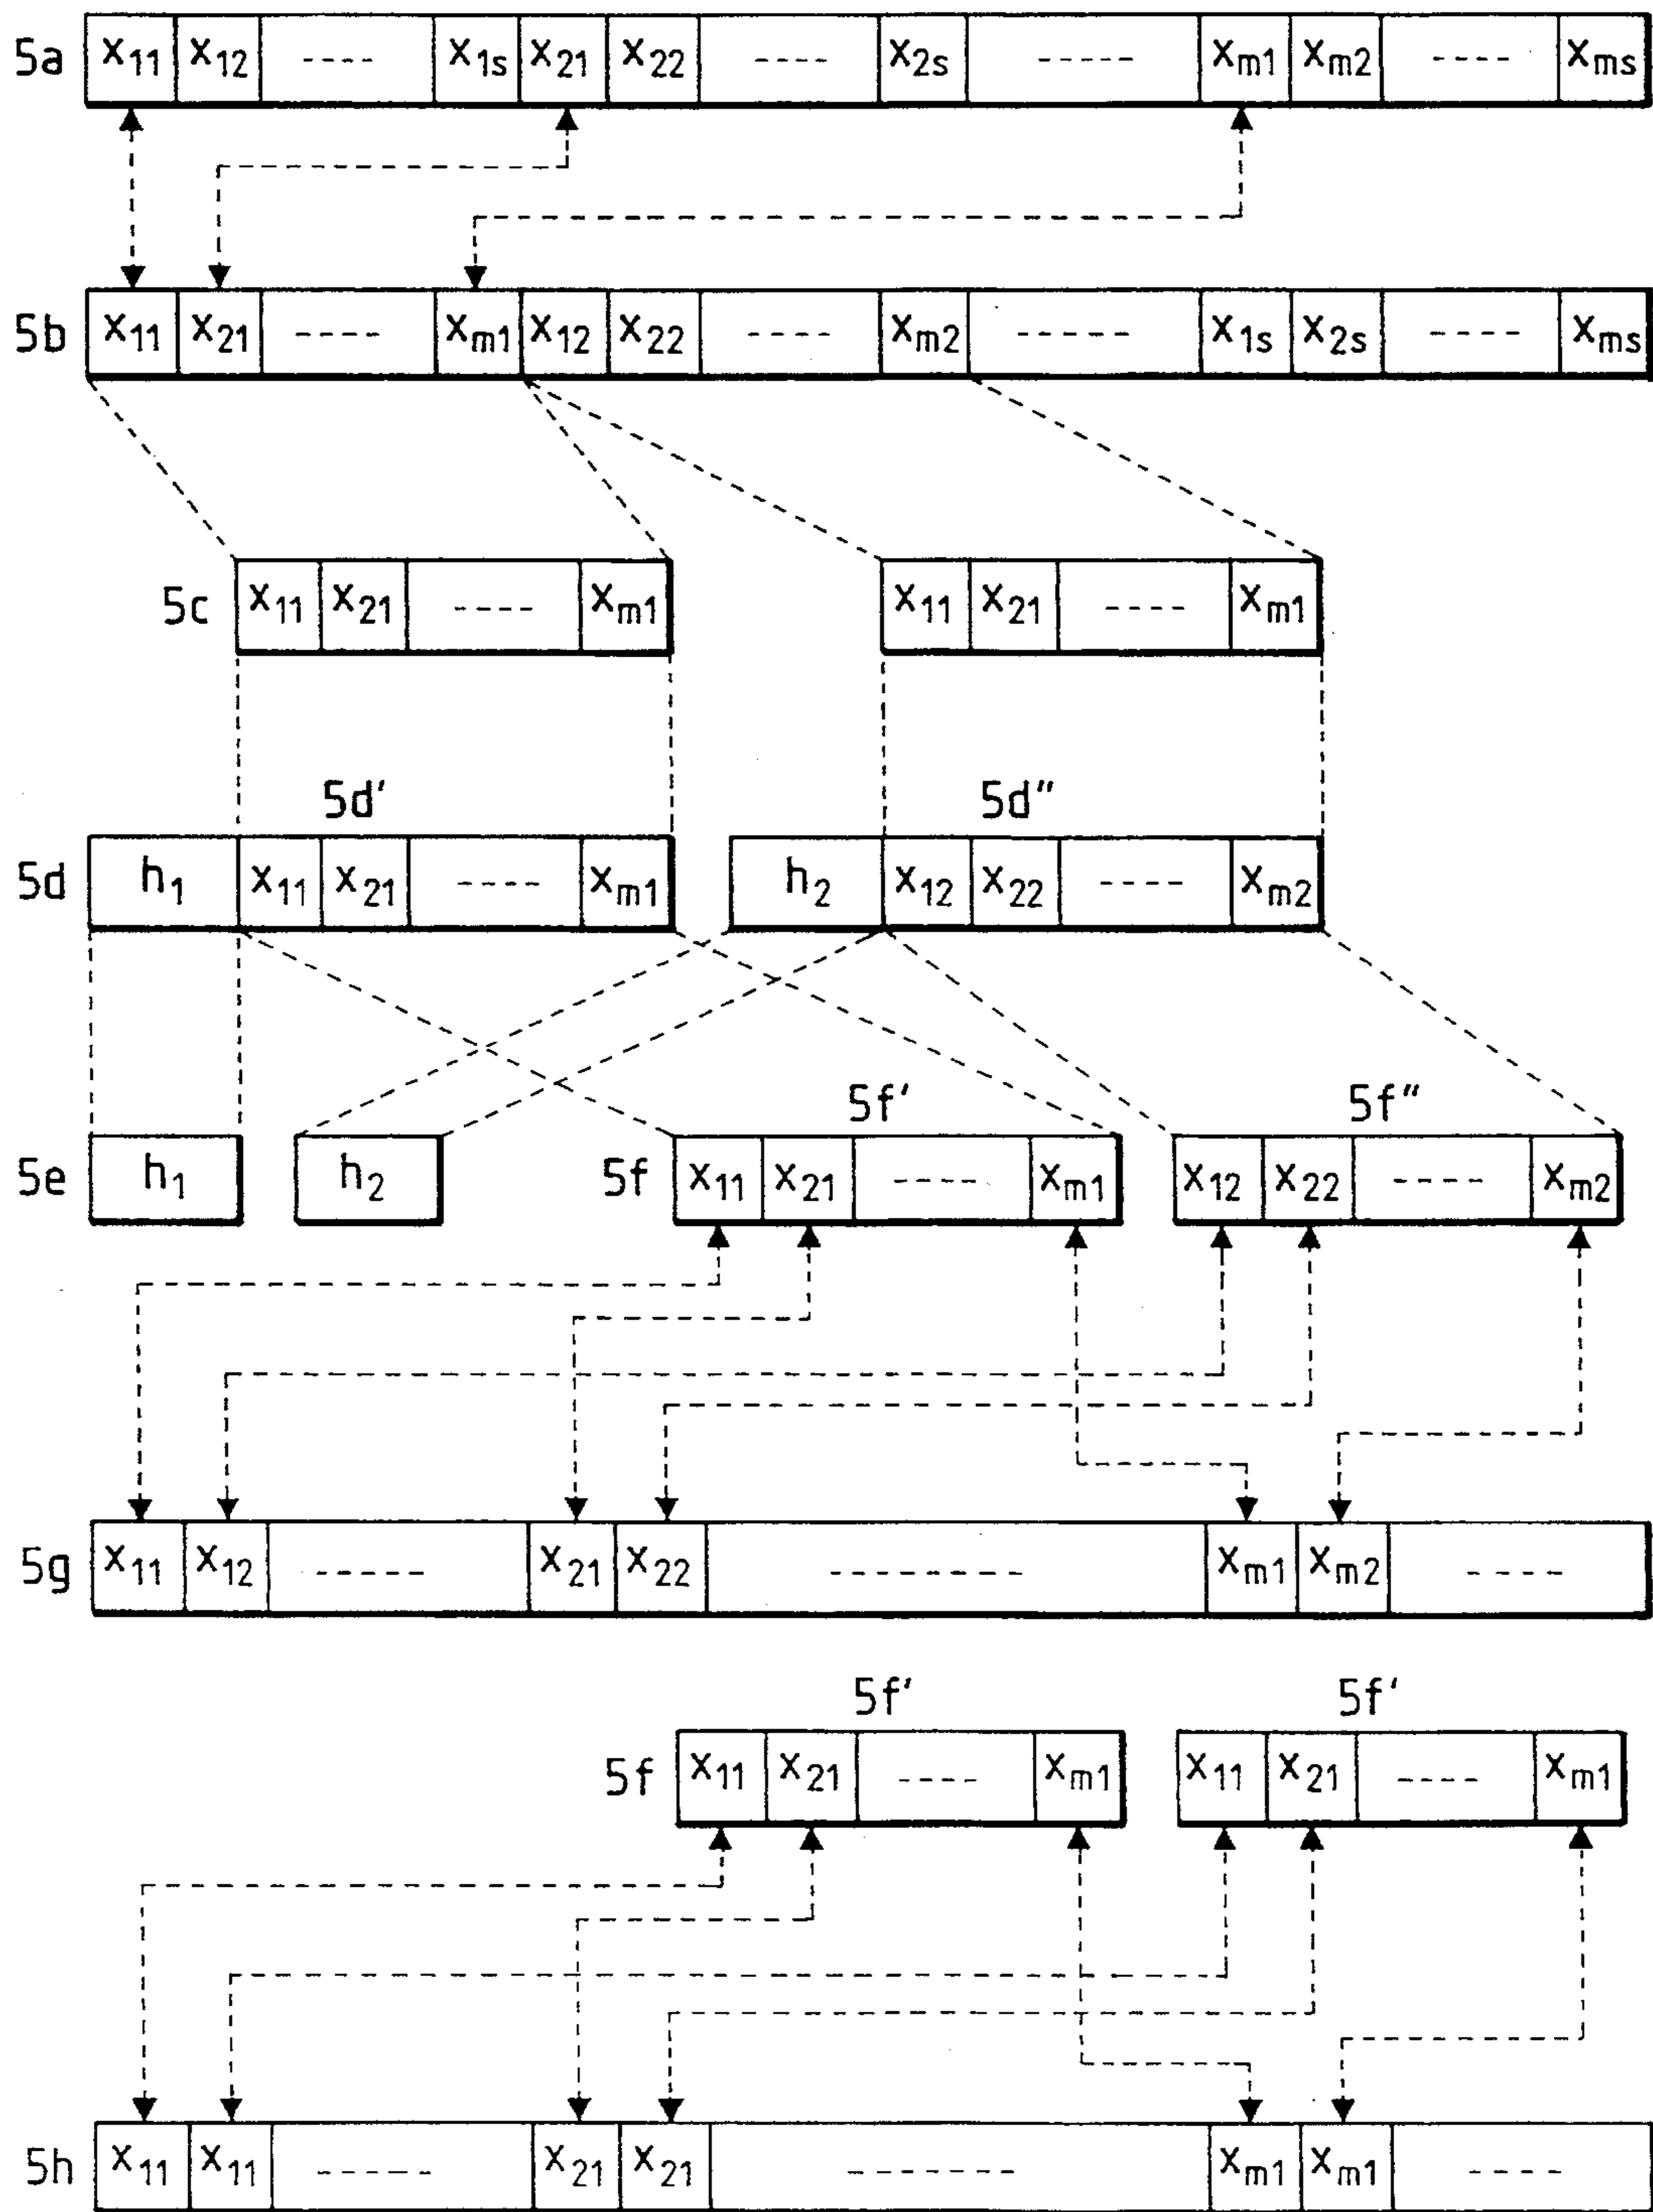 5a x11 x12 ---- x1s x21 x22 ---- x2s ----- xm1 xm2 ---- xms
5b x11 x21 ---- xm1 x12 x22 ---- xm2 ----- x1s x2s ---- xms
5c x11 x21 ---- xm1 x11 x21 ---- xm1
5d' 5d"
5d h1 x11 x21 ---- xm1 h2 x12 x22 ---- xm2
5f' 5f"
5e h1 h2 5f x11 x21 ---- xm1 x12 x22 ---- xm2
5g x11 x12 ----- x21 x22 -------- xm1 xm2 ----
5f' 5f'
5f x11 x21 ---- xm1 x11 x21 ---- xm1
5h x11 x11 ----- x21 x21 ------- xm1 xm1 ----